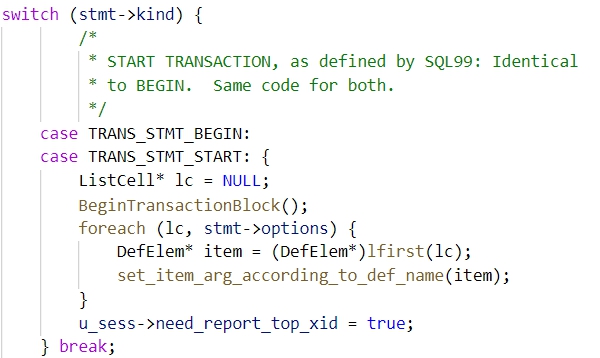 switch (stmt->kind) {
/*
* START TRANSACTION, as defined by SQL99: Identical
* to BEGIN.  Same code for both.
*/
case TRANS_STMT_BEGIN:
case TRANS_STMT_START: {
ListCell* lc = NULL;
BeginTransactionBlock();
foreach (lc, stmt->options) {
DefElem* item = (DefElem*)lfirst(lc);
set_item_arg_according_to_def_name(item);
}
u_sess->need_report_top_xid = true;
} break;